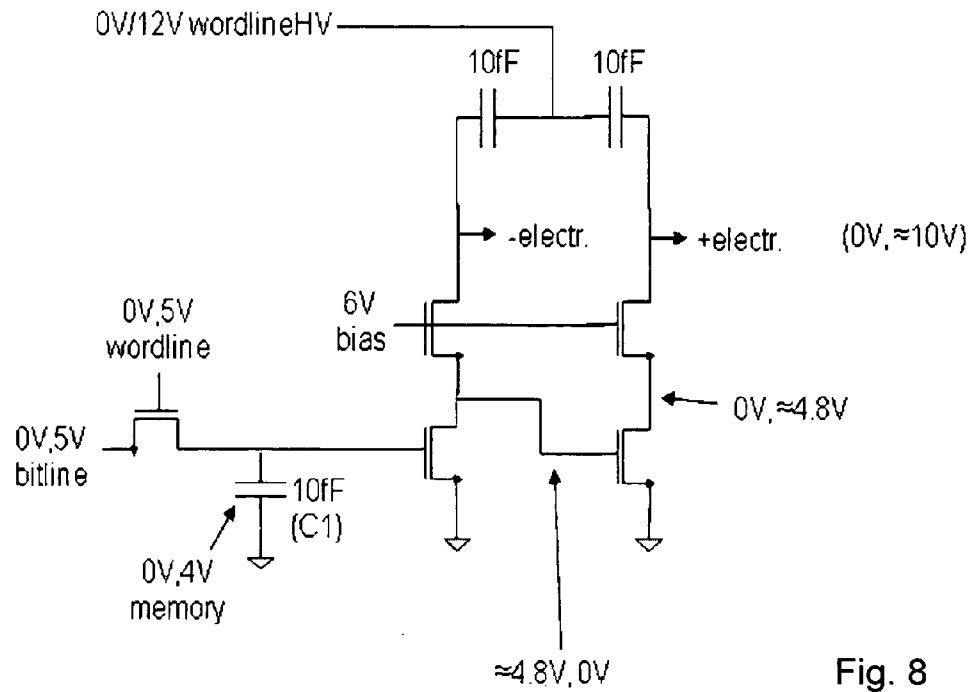 0V/12V wordlineHV
10fF 10fF
-electr. +electr. (0V, ≈10V)
6V
bias
0V,5V
wordline
0V, ≈4.8V
0V,5V
bitline
10fF
(C1)
0V,4V
memory
≈4.8V, 0V
Fig. 8